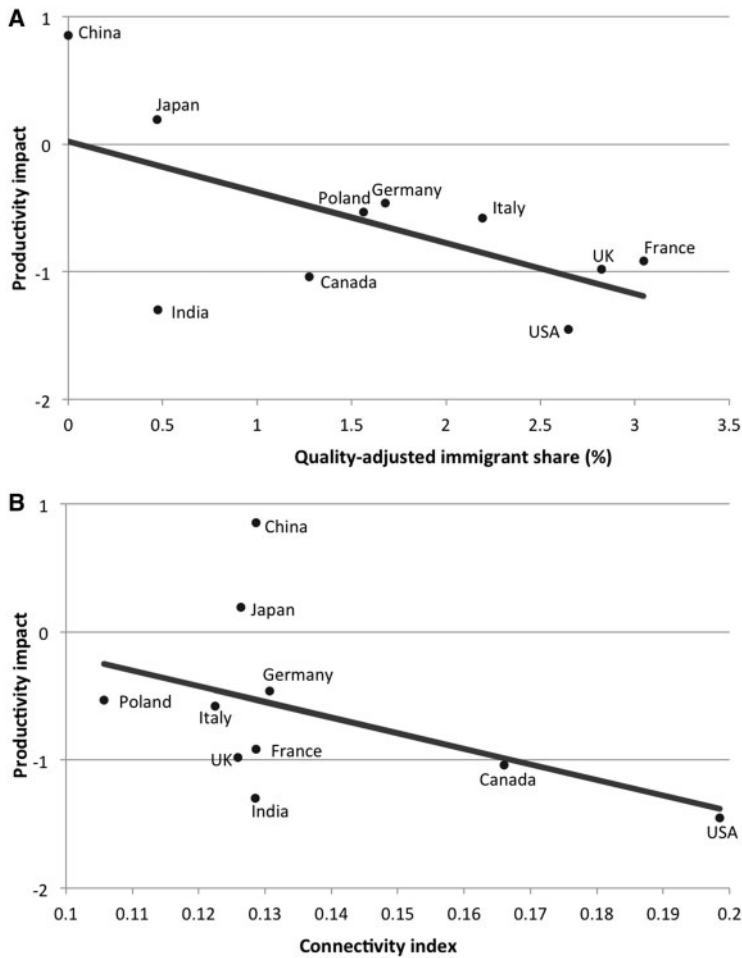 A
1
China
Japan
0
Productivity impact
Poland
Germany
Italy
UK
France
-1
Canada
India
USA
-2
0 0.5 1 1.5 2 2.5 3 3.5
Quality-adjusted immigrant share (%)
B
1
China
Japan
0
Productivity impact
Germany
Poland
Italy
UK
France
-1
Canada
India
USA
-2
0.1 0.11 0.12 0.13 0.14 0.15 0.16 0.17 0.18 0.19 0.2
Connectivity index